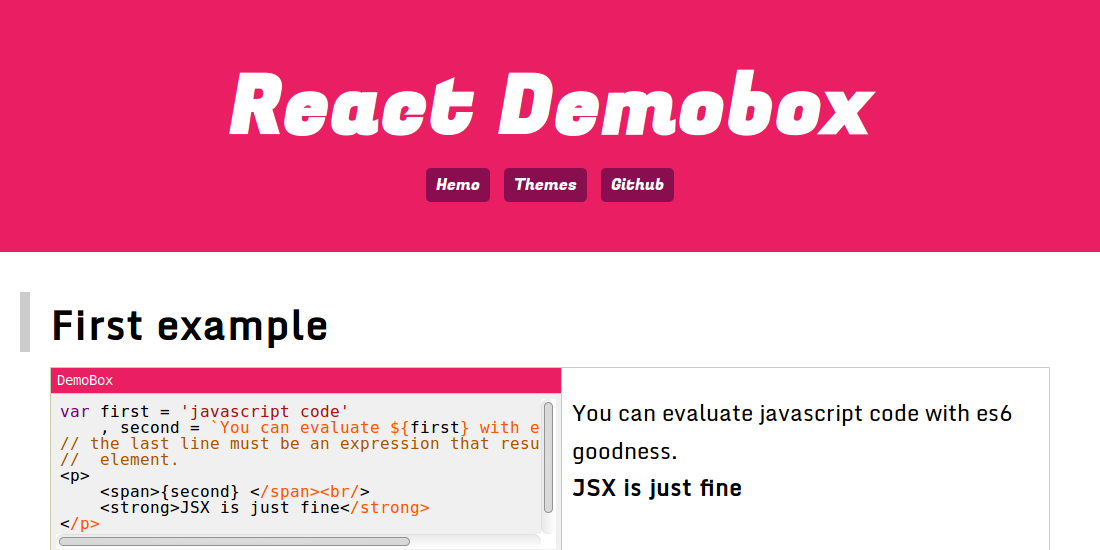 React Demobox
Hemo Themes Github
First example
DemoBox
var first = 'javascript code'
    , second = `You can evaluate ${first} with e
// the last line must be an expression that resu
//  element.
<p>
    <span>{second} </span><br/>
    <strong>JSX is just fine</strong>
</p>
You can evaluate javascript code with es6
goodness.
JSX is just fine